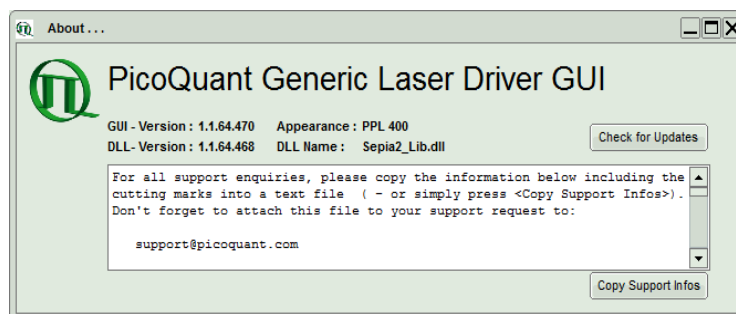 About . . .
PicoQuant Generic Laser Driver GUI
GUI - Version : 1.1.64.470 Appearance : PPL 400
DLL- Version : 1.1.64.468 DLL Name : Sepia2_Lib.dll
Check for Updates
For all support enquiries, please copy the information below including the
cutting marks into a text file ( - or simply press <Copy Support Infos>).
Don't forget to attach this file to your support request to:
support@picoquant.com
Copy Support Infos